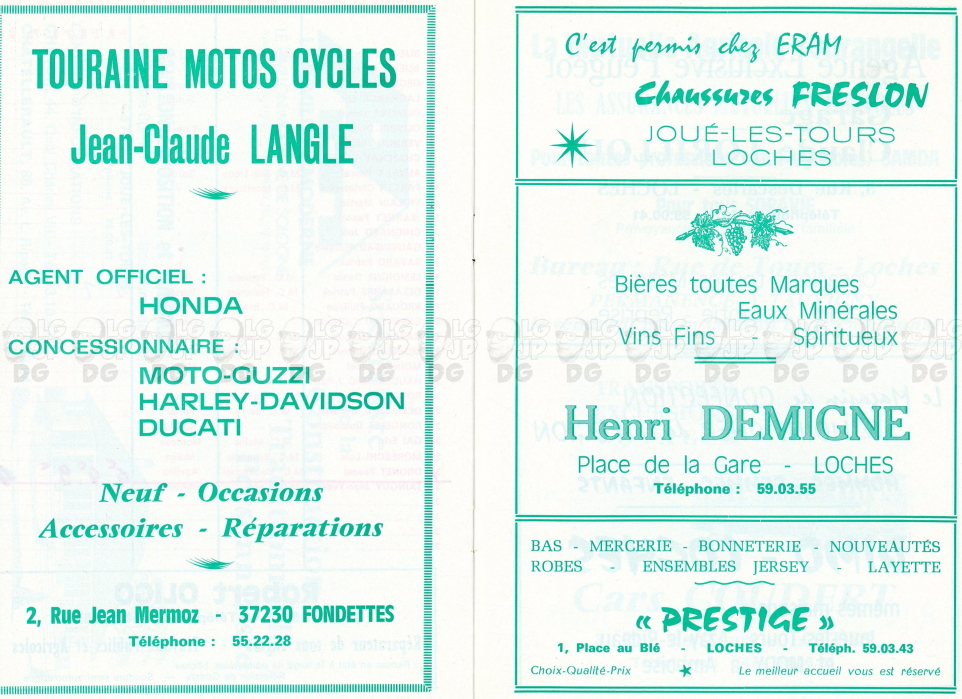 TOURAINE MOTOS CYCLES
Jean-Claude LANGLE
AGENT OFFICIEL :
HONDA
CONCESSIONNAIRE :
MOTO-GUZZI
HARLEY-DAVIDSON
DUCATI
Neuf - Occasions
Accessoires - Réparations
2, Rue Jean Mermoz - 37230 FONDETTES
Téléphone : 55.22.28
C'est permis chez ERAM
Chaussures FRESLON
JOUÉ-LES-TOURS
LOCHES
Bières toutes Marques
Eaux Minérales
Vins Fins - Spiritueux
Henri DEMIGNE
Place de la Gare - LOCHES
Téléphone : 59.03.55
BAS - MERCERIE - BONNETERIE - NOUVEAUTÉS
ROBES - ENSEMBLES JERSEY - LAYETTE
« PRESTIGE »
1, Place au Blé - LOCHES - Téléph. 59.03.43
Choix-Qualité-Prix Le meilleur accueil vous est réservé